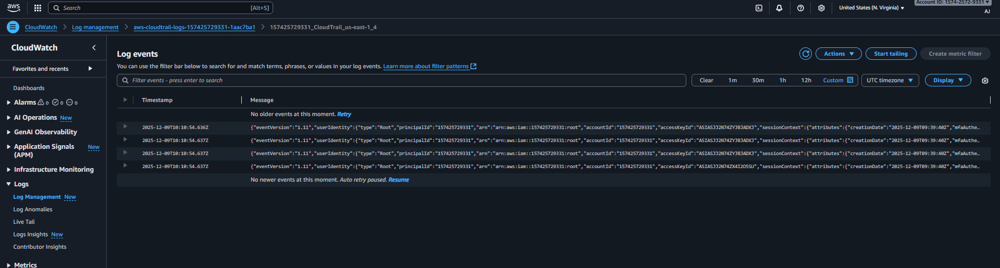 aws Search [Alt+S] United States (N. Virginia) Account ID: 1574-2572-9331
AJ
CloudWatch Log management aws-cloudtrail-logs-157425729331-1aac7ba1 157425729331_CloudTrail_us-east-1_4
CloudWatch
Favorites and recents
Dashboards
Alarms 0 0 0
AI Operations New
GenAI Observability
Application Signals (APM) New
Infrastructure Monitoring
Logs
Log Management New
Log Anomalies
Live Tail
Logs Insights New
Contributor Insights
Metrics
Log events
Actions Start tailing Create metric filter
You can use the filter bar below to search for and match terms, phrases, or values in your log events. Learn more about filter patterns
Filter events - press enter to search Clear 1m 30m 1h 12h Custom UTC timezone Display
Timestamp Message
No older events at this moment. Retry
2025-12-09T10:10:54.636Z {"eventVersion":"1.11","userIdentity":{"type":"Root","principalId":"157425729331","arn":"arn:aws:iam::157425729331:root","accountId":"157425729331","accessKeyId":"ASIASJJ2N74ZYJBJADXJ","sessionContext":{"attributes":{"creationDate":"2025-12-09T09:39:40Z","mfaAuthe…
2025-12-09T10:10:54.637Z {"eventVersion":"1.11","userIdentity":{"type":"Root","principalId":"157425729331","arn":"arn:aws:iam::157425729331:root","accountId":"157425729331","accessKeyId":"ASIASJJ2N74ZYJBJADXJ","sessionContext":{"attributes":{"creationDate":"2025-12-09T09:39:40Z","mfaAuthe…
2025-12-09T10:10:54.637Z {"eventVersion":"1.11","userIdentity":{"type":"Root","principalId":"157425729331","arn":"arn:aws:iam::157425729331:root","accountId":"157425729331","accessKeyId":"ASIASJJ2N74ZYJBJADXJ","sessionContext":{"attributes":{"creationDate":"2025-12-09T09:39:40Z","mfaAuthe…
2025-12-09T10:10:54.637Z {"eventVersion":"1.11","userIdentity":{"type":"Root","principalId":"157425729331","arn":"arn:aws:iam::157425729331:root","accountId":"157425729331","accessKeyId":"ASIASJJ2N74ZX4I2O5SU","sessionContext":{"attributes":{"creationDate":"2025-12-09T09:39:40Z","mfaAuthe…
No newer events at this moment. Auto retry paused. Resume